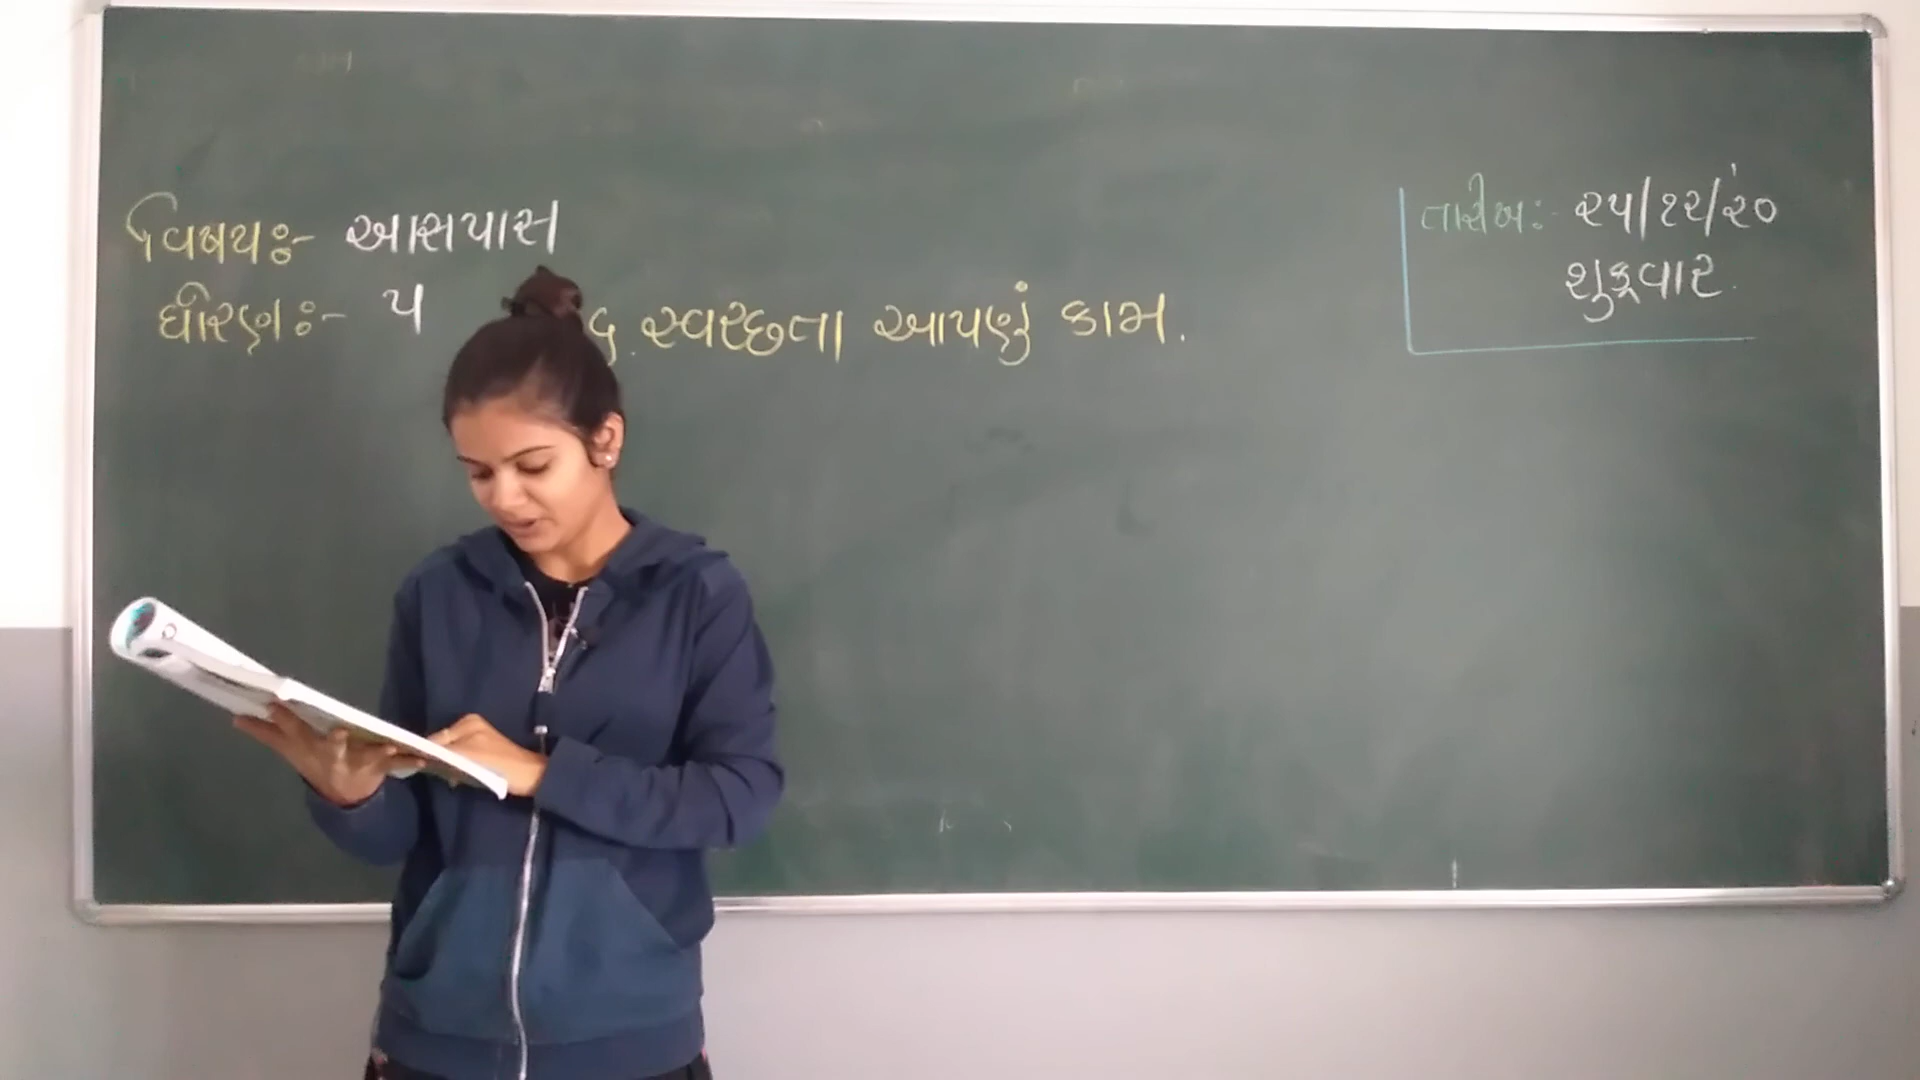 વિષય:- આસપાસ
ધોરણ:- ૫
સ્વચ્છતા આપણું કામ.
તારીખ:- ૨૫/૧૨/૨૦
શુક્રવાર